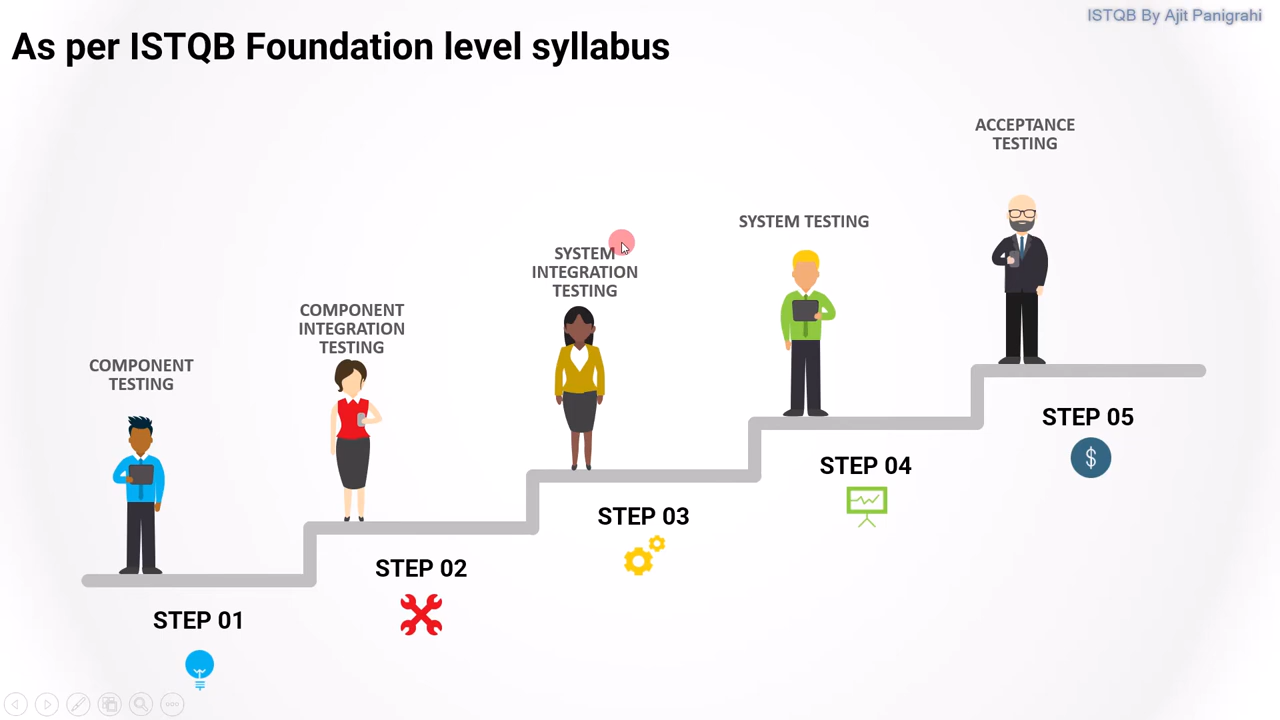 ISTQB By Ajit Panigrahi
As per ISTQB Foundation level syllabus
COMPONENT
TESTING
STEP 01
COMPONENT
INTEGRATION
TESTING
STEP 02
SYSTEM
INTEGRATION
TESTING
STEP 03
SYSTEM TESTING
STEP 04
ACCEPTANCE
TESTING
STEP 05
$